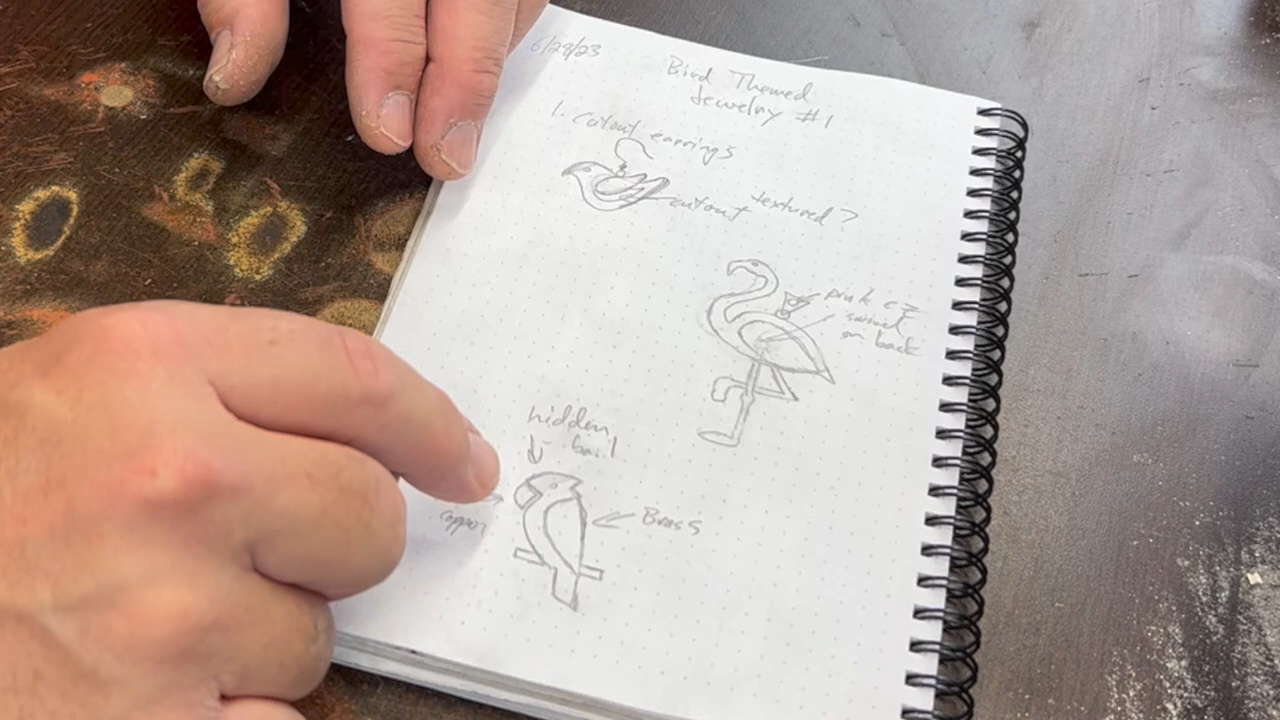 6/28/23
Bird Themed
Jewelry #1
1. cutout earrings
cutout textured?
pink cz
swivel
on back
hidden
bail
copper
Brass